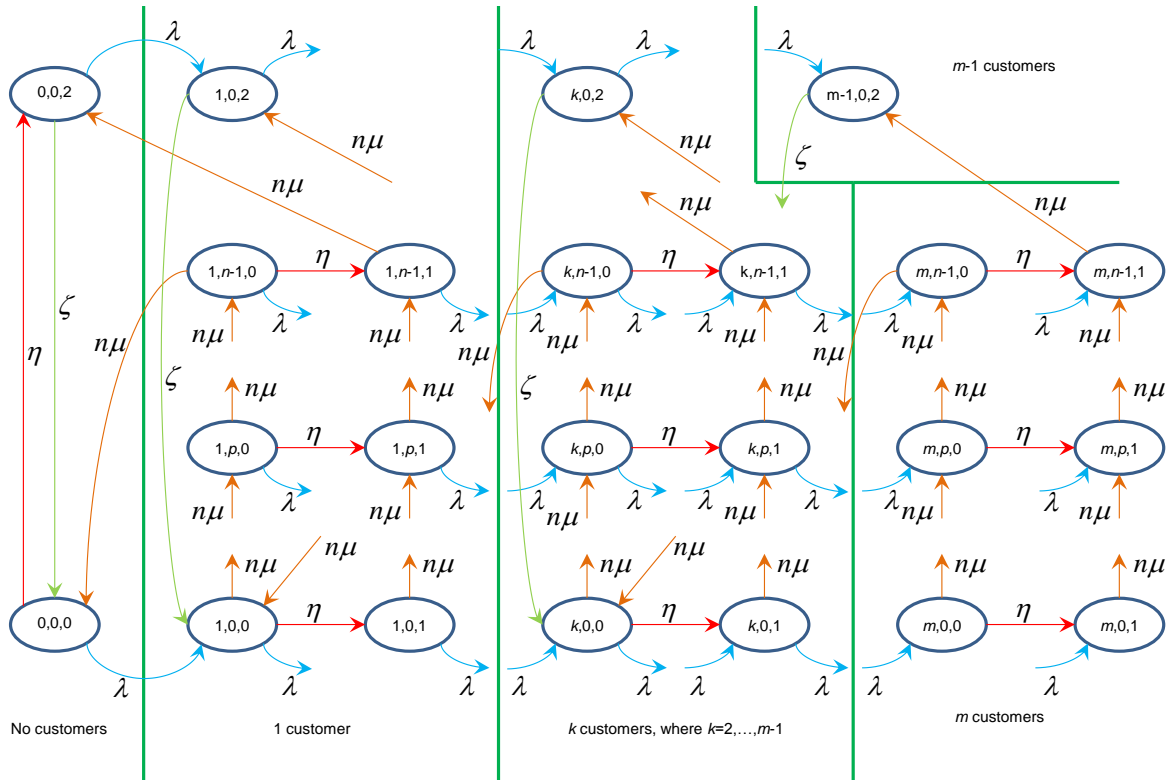 λ
λ
λ
λ
λ
m-1 customers
0,0,2
1,0,2
k,0,2
m-1,0,2
nμ
nμ
ζ
nμ
nμ
nμ
1,n-1,0
η
1,n-1,1
k,n-1,0
η
k,n-1,1
m,n-1,0
η
m,n-1,1
ζ
η
nμ
nμ
λ
nμ
λ
nμ
λ
nμ
λ
nμ
λ
λ
nμ
λ
nμ
λ
nμ
ζ
ζ
nμ
nμ
nμ
nμ
nμ
nμ
1,p,0
η
1,p,1
k,p,0
η
k,p,1
m,p,0
η
m,p,1
nμ
λ
nμ
λ
λ
nμ
λ
λ
nμ
λ
λ
nμ
λ
nμ
nμ
nμ
nμ
nμ
nμ
nμ
nμ
nμ
0,0,0
1,0,0
η
1,0,1
k,0,0
η
k,0,1
m,0,0
η
m,0,1
λ
λ
λ
λ
λ
λ
λ
λ
λ
No customers
1 customer
k customers, where k=2,…,m-1
m customers